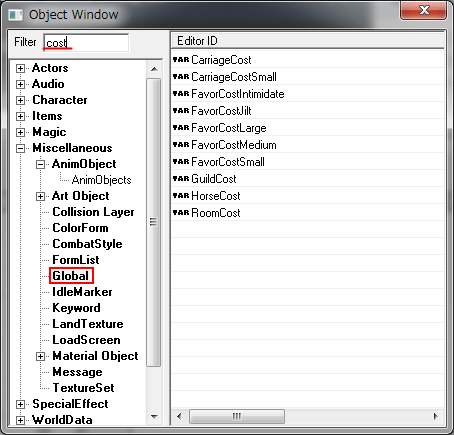 Object Window
Filter cost
Actors
Audio
Character
Items
Magic
Miscellaneous
AnimObject
AnimObjects
Art Object
Collision Layer
ColorForm
CombatStyle
FormList
Global
IdleMarker
Keyword
LandTexture
LoadScreen
Material Object
Message
TextureSet
SpecialEffect
WorldData
Editor ID
VAR CarriageCost
VAR CarriageCostSmall
VAR FavorCostIntimidate
VAR FavorCostJilt
VAR FavorCostLarge
VAR FavorCostMedium
VAR FavorCostSmall
VAR GuildCost
VAR HorseCost
VAR RoomCost